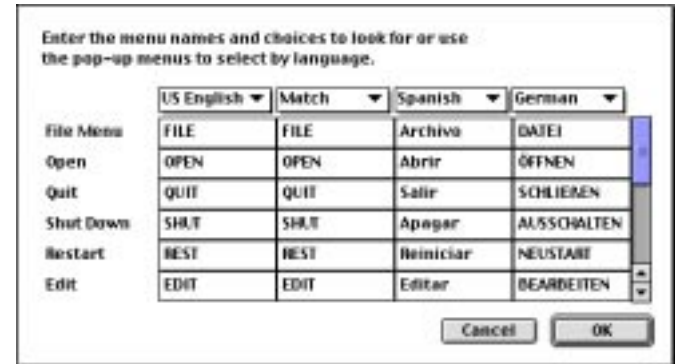 Enter the menu names and choices to look for or use
the pop-up menus to select by language.
US English Match Spanish German
File Menu FILE FILE Archivo DATEI
Open OPEN OPEN Abrir ÖFFNEN
Quit QUIT QUIT Salir SCHLIEßEN
Shut Down SHUT SHUT Apagar AUSSCHALTEN
Restart REST REST Reiniciar NEUSTART
Edit EDIT EDIT Editar BEARBEITEN
Cancel OK